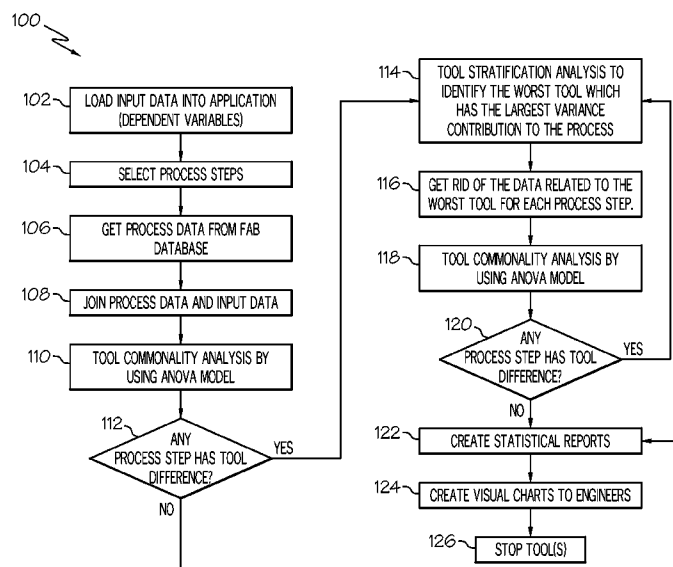 100
102
LOAD INPUT DATA INTO APPLICATION
(DEPENDENT VARIABLES)
104
SELECT PROCESS STEPS
106
GET PROCESS DATA FROM FAB
DATABASE
108
JOIN PROCESS DATA AND INPUT DATA
110
TOOL COMMONALITY ANALYSIS BY
USING ANOVA MODEL
112
ANY
PROCESS STEP HAS TOOL
DIFFERENCE?
YES
NO
114
TOOL STRATIFICATION ANALYSIS TO
IDENTIFY THE WORST TOOL WHICH
HAS THE LARGEST VARIANCE
CONTRIBUTION TO THE PROCESS
116
GET RID OF THE DATA RELATED TO THE
WORST TOOL FOR EACH PROCESS STEP.
118
TOOL COMMONALITY ANALYSIS BY
USING ANOVA MODEL
120
ANY
PROCESS STEP HAS TOOL
DIFFERENCE?
YES
NO
122
CREATE STATISTICAL REPORTS
124
CREATE VISUAL CHARTS TO ENGINEERS
126
STOP TOOL(S)